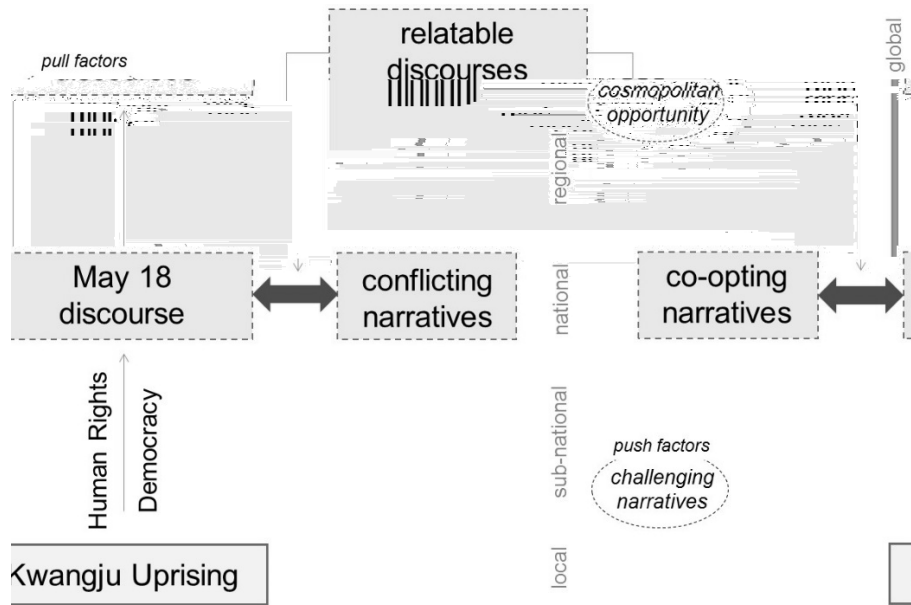 relatable
discourses
global
pull factors
cosmopolitan
opportunity
regional
May 18
discourse
conflicting
narratives
national
co-opting
narratives
Human Rights
Democracy
sub-national
push factors
challenging
narratives
Kwangju Uprising
local